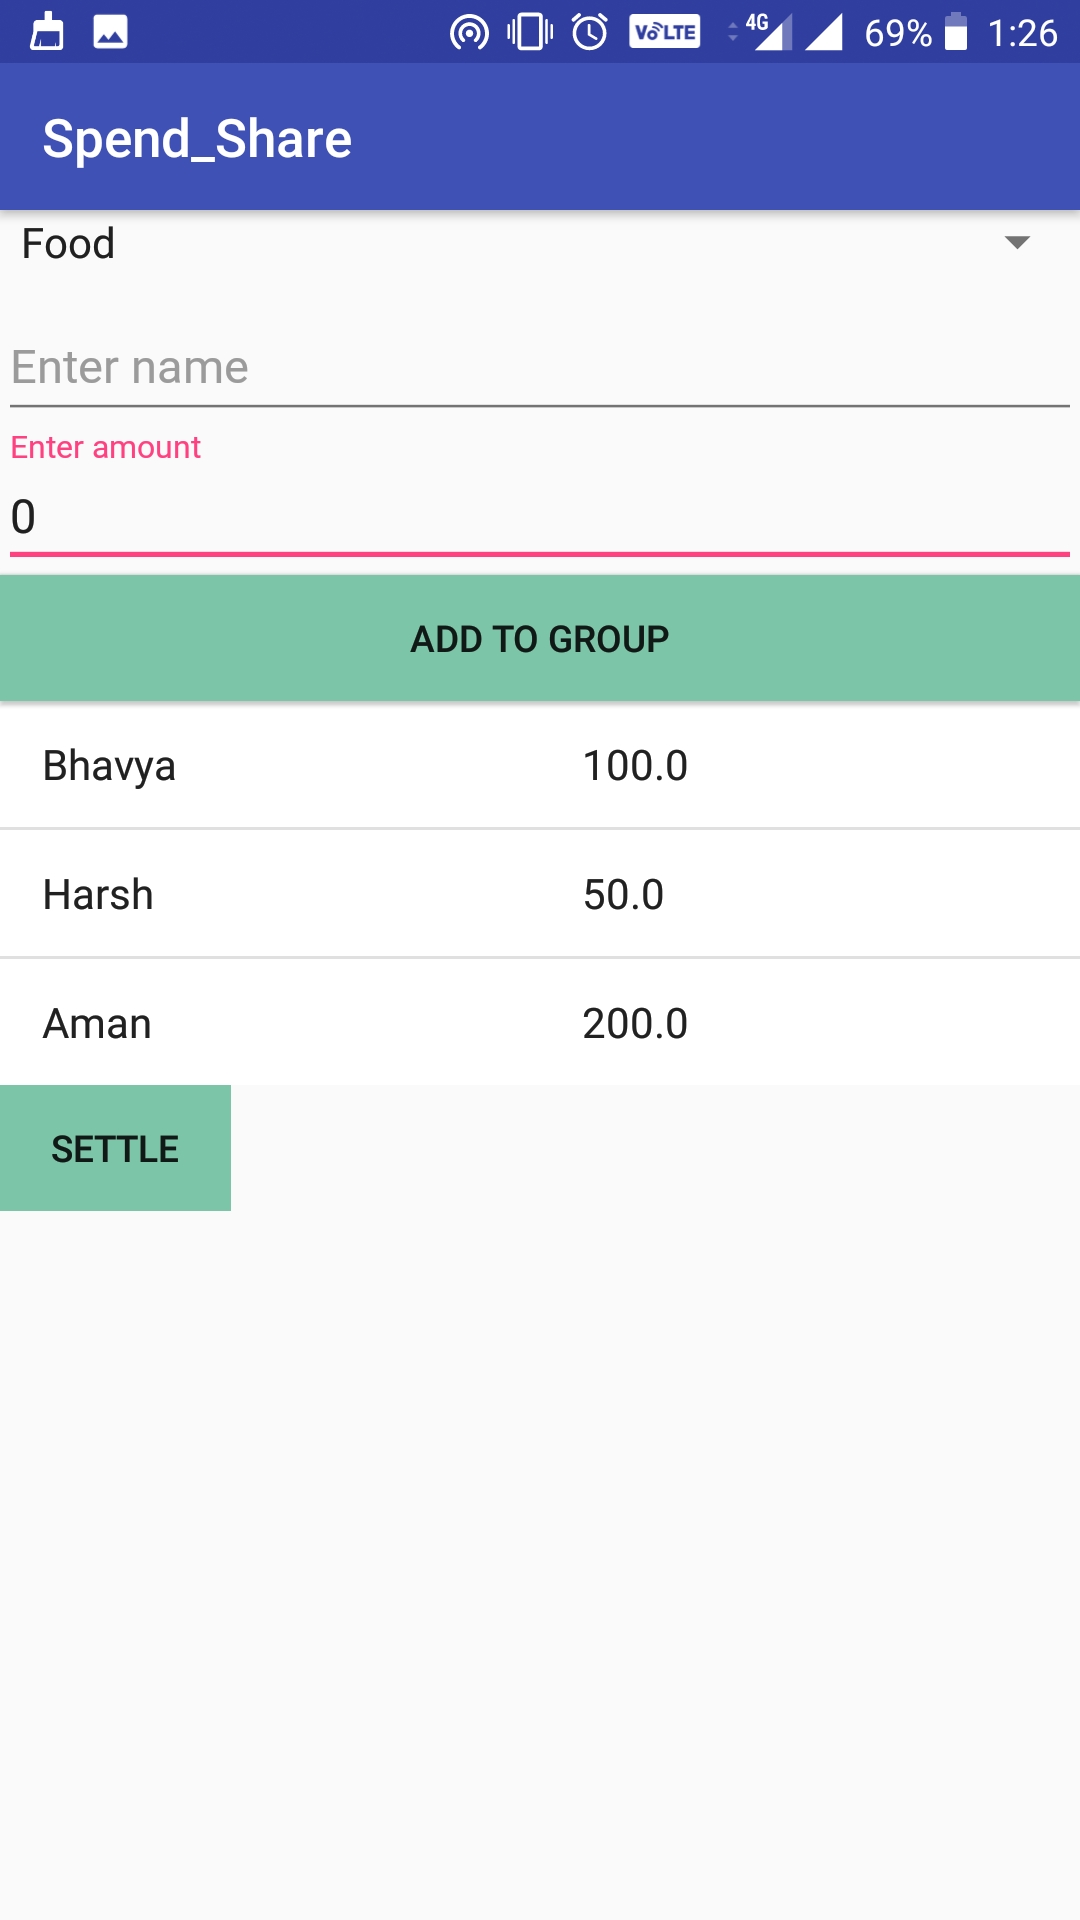 VoLTE 4G 69% 1:26
Spend_Share
Food
Enter name
Enter amount
0
ADD TO GROUP
Bhavya 100.0
Harsh 50.0
Aman 200.0
SETTLE